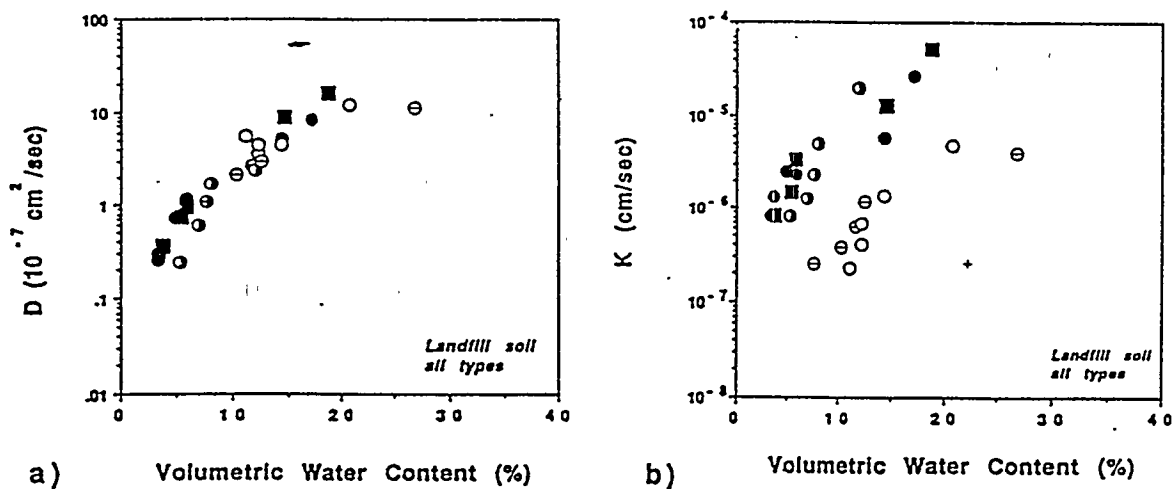 100
10
1
.1
.01
D (10⁻⁷ cm²/sec)
0 10 20 30 40
Landfill soil
all types
a) Volumetric Water Content (%)
10⁻⁴
10⁻⁵
10⁻⁶
10⁻⁷
10⁻⁸
K (cm/sec)
0 10 20 30 40
Landfill soil
all types
b) Volumetric Water Content (%)